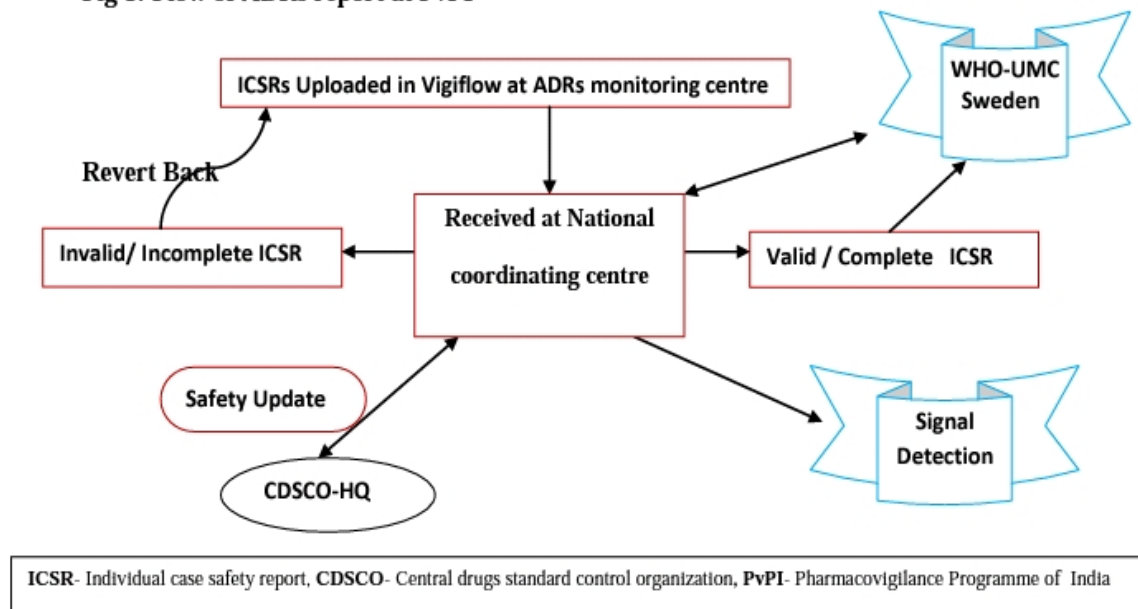 ICSRs Uploaded in Vigiflow at ADRs monitoring centre
WHO-UMC
Sweden
Revert Back
Invalid/ Incomplete ICSR
Received at National
coordinating centre
Valid / Complete ICSR
Safety Update
CDSCO-HQ
Signal
Detection
ICSR- Individual case safety report, CDSCO- Central drugs standard control organization, PvPI- Pharmacovigilance Programme of India